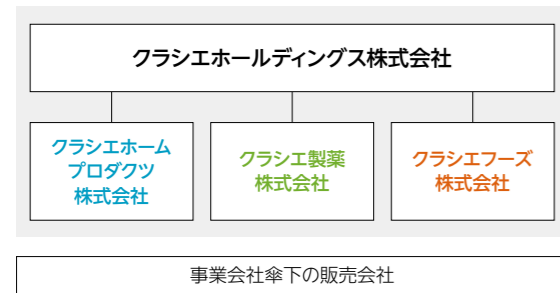 クラシエホールディングス株式会社
クラシエホーム
プロダクツ
株式会社
クラシエ製薬
株式会社
クラシエフーズ
株式会社
事業会社傘下の販売会社